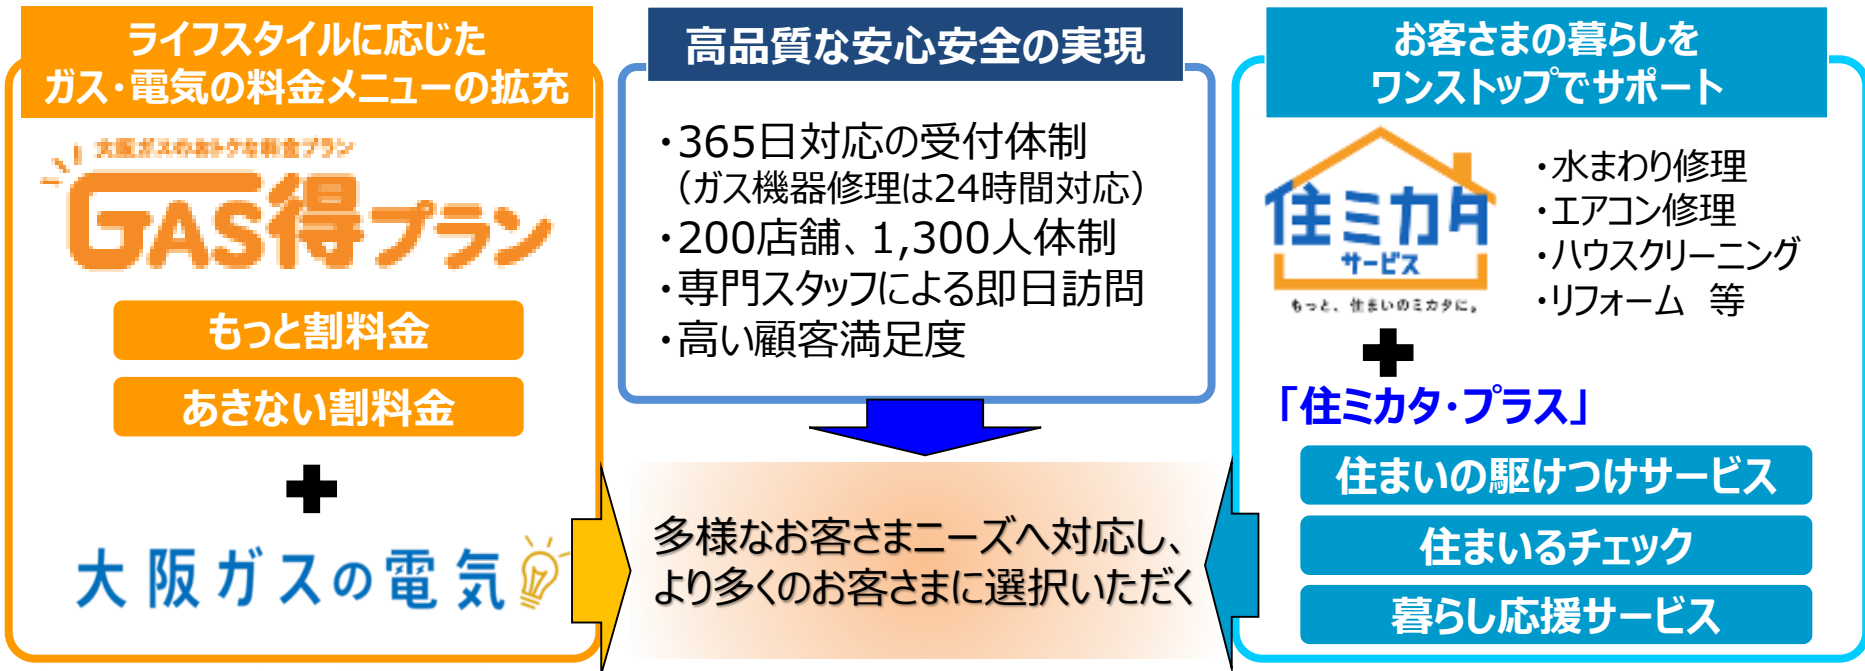 ライフスタイルに応じた
ガス・電気の料金メニューの拡充
大阪ガスのおトクな料金プラン
GAS得プラン
もっと割料金
あきない割料金
+
大阪ガスの電気
高品質な安心安全の実現
・365日対応の受付体制
（ガス機器修理は24時間対応）
・200店舗、1,300人体制
・専門スタッフによる即日訪問
・高い顧客満足度
多様なお客さまニーズへ対応し、
より多くのお客さまに選択いただく
お客さまの暮らしを
ワンストップでサポート
住ミカタ
サービス
もっと、住まいのミカタに。
・水まわり修理
・エアコン修理
・ハウスクリーニング
・リフォーム　等
+
「住ミカタ・プラス」
住まいの駆けつけサービス
住まいるチェック
暮らし応援サービス